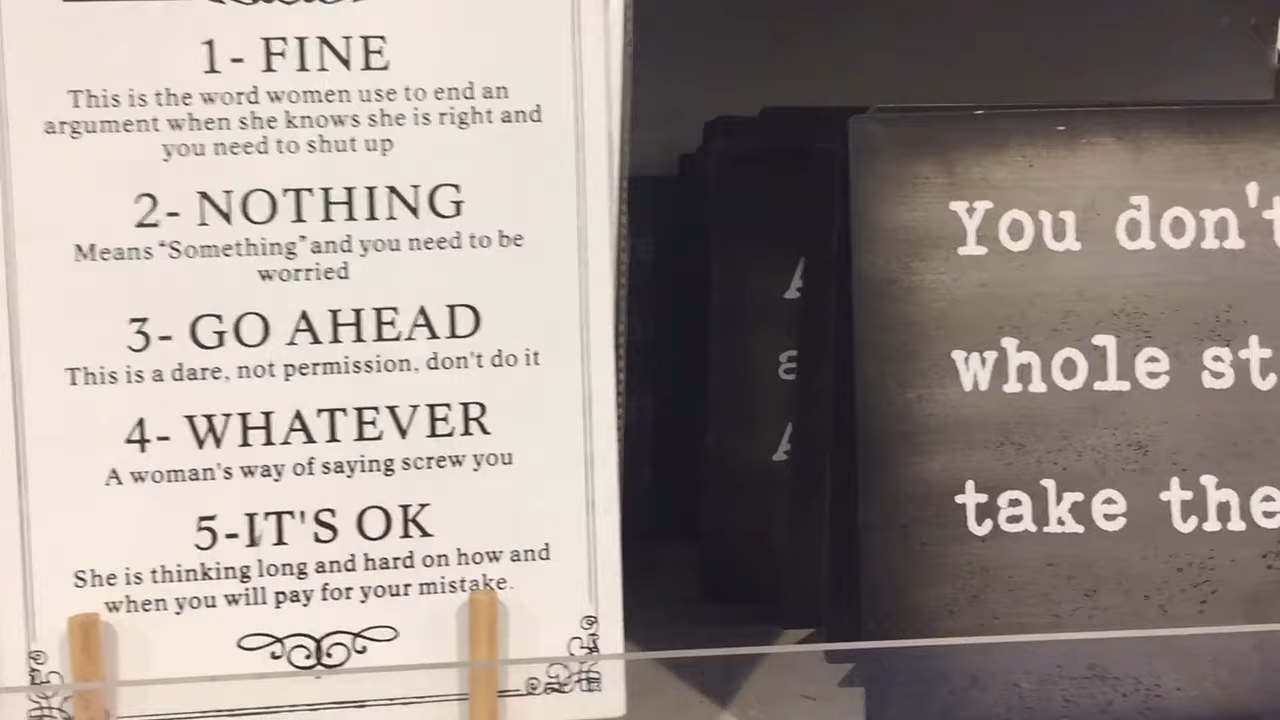 1- FINE
This is the word women use to end an
argument when she knows she is right and
you need to shut up
2- NOTHING
Means “Something” and you need to be
worried
3- GO AHEAD
This is a dare, not permission, don't do it
4- WHATEVER
A woman's way of saying screw you
5-IT'S OK
She is thinking long and hard on how and
when you will pay for your mistake.
You don't
whole st
take the